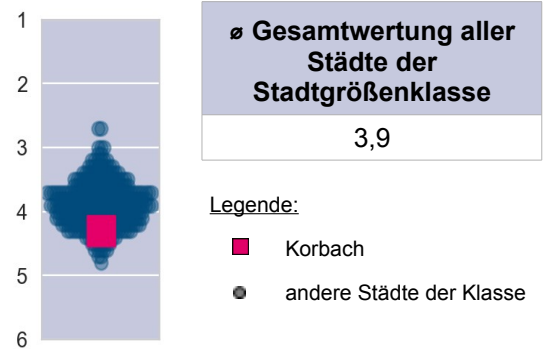 1
2
3
4
5
6
⌀ Gesamtwertung aller
Städte der
Stadtgrößenklasse
3,9
Legende:
Korbach
andere Städte der Klasse